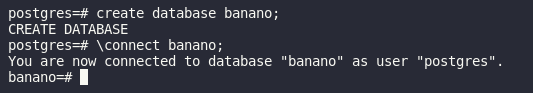 postgres=# create database banano;
CREATE DATABASE
postgres=# \connect banano;
You are now connected to database "banano" as user "postgres".
banano=#